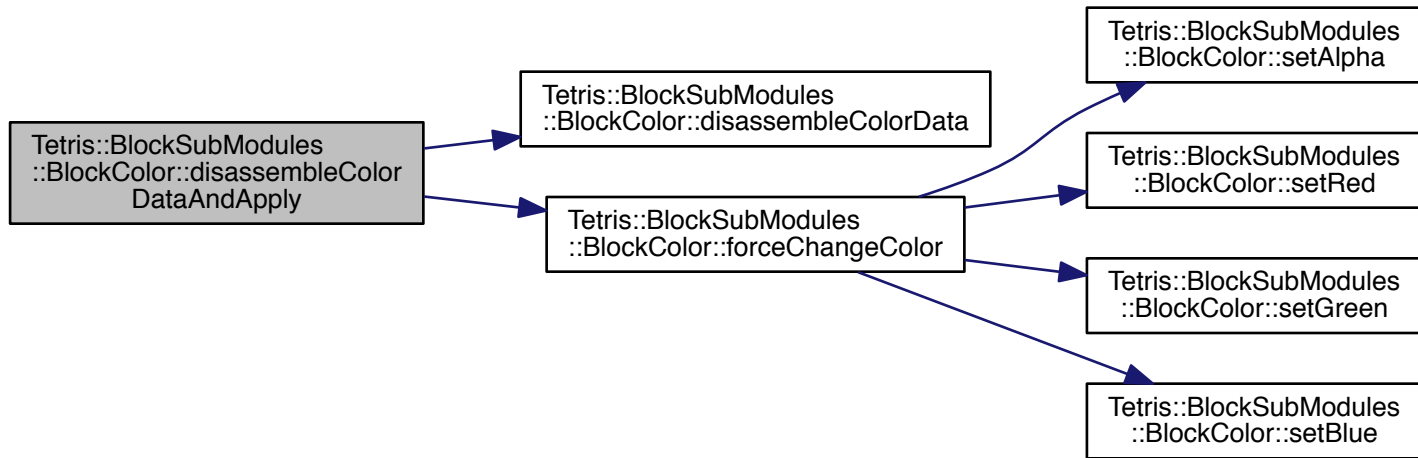 Tetris::BlockSubModules
::BlockColor::disassembleColor
DataAndApply
Tetris::BlockSubModules
::BlockColor::disassembleColorData
Tetris::BlockSubModules
::BlockColor::forceChangeColor
Tetris::BlockSubModules
::BlockColor::setAlpha
Tetris::BlockSubModules
::BlockColor::setRed
Tetris::BlockSubModules
::BlockColor::setGreen
Tetris::BlockSubModules
::BlockColor::setBlue